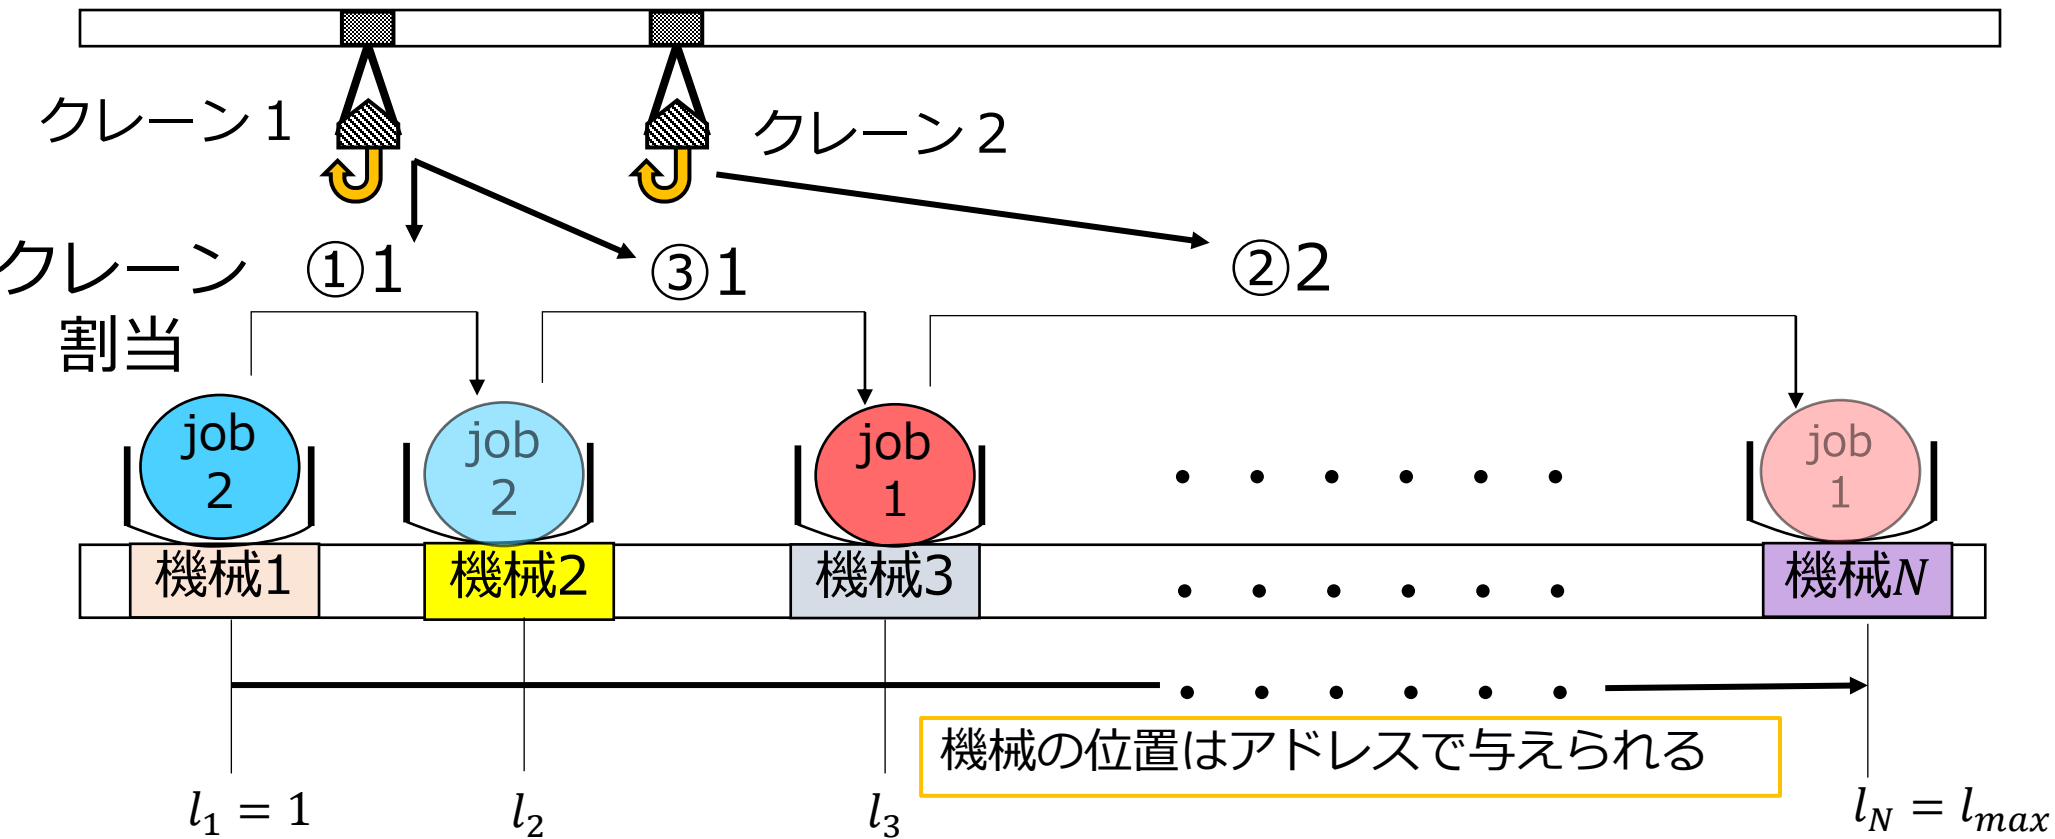 クレーン1
クレーン2
クレーン
割当
①1
③1
②2
job
2
job
2
job
1
job
1
機械1
機械2
機械3
機械N
機械の位置はアドレスで与えられる
l₁ = 1
l₂
l₃
l_N = l_max